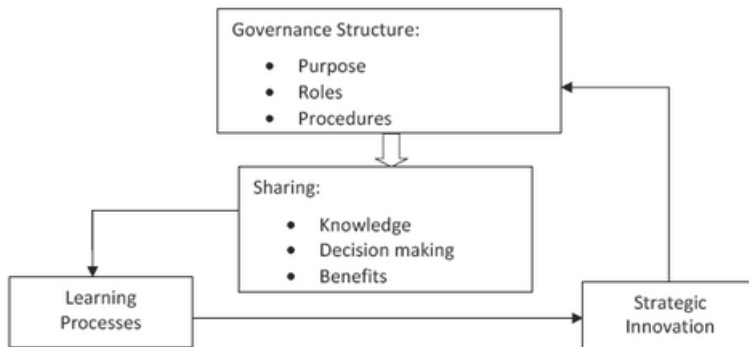 Governance Structure:
• Purpose
• Roles
• Procedures
Sharing:
• Knowledge
• Decision making
• Benefits
Learning
Processes
Strategic
Innovation